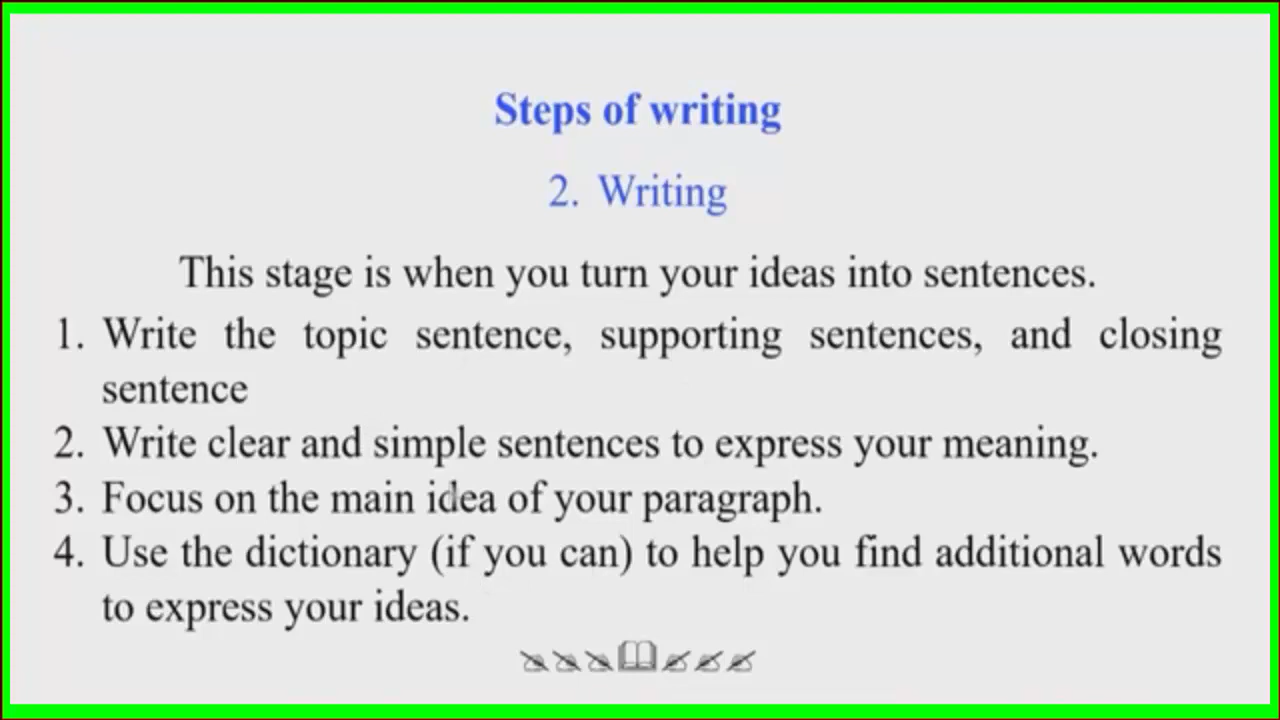 Steps of writing
2. Writing
This stage is when you turn your ideas into sentences.
1. Write the topic sentence, supporting sentences, and closing
sentence
2. Write clear and simple sentences to express your meaning.
3. Focus on the main idea of your paragraph.
4. Use the dictionary (if you can) to help you find additional words
to express your ideas.